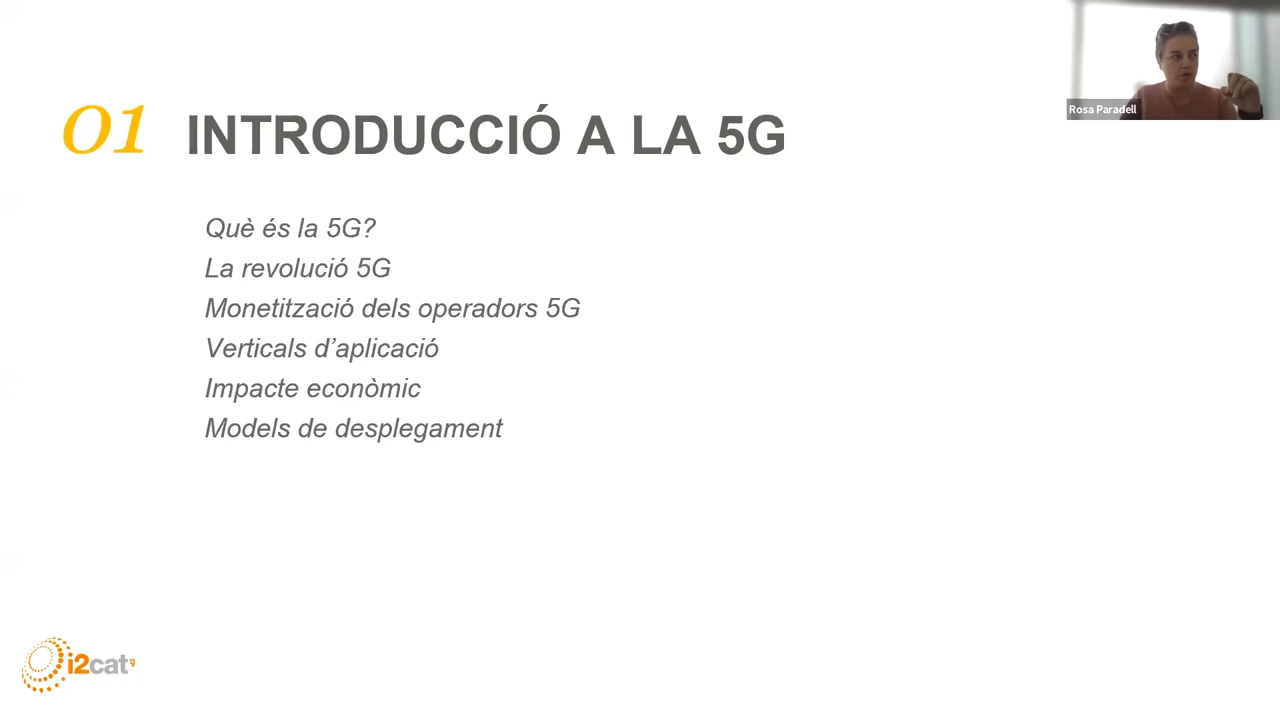 Rosa Paradell
01 INTRODUCCIÓ A LA 5G
Què és la 5G?
La revolució 5G
Monetització dels operadors 5G
Verticals d’aplicació
Impacte econòmic
Models de desplegament
i2cat